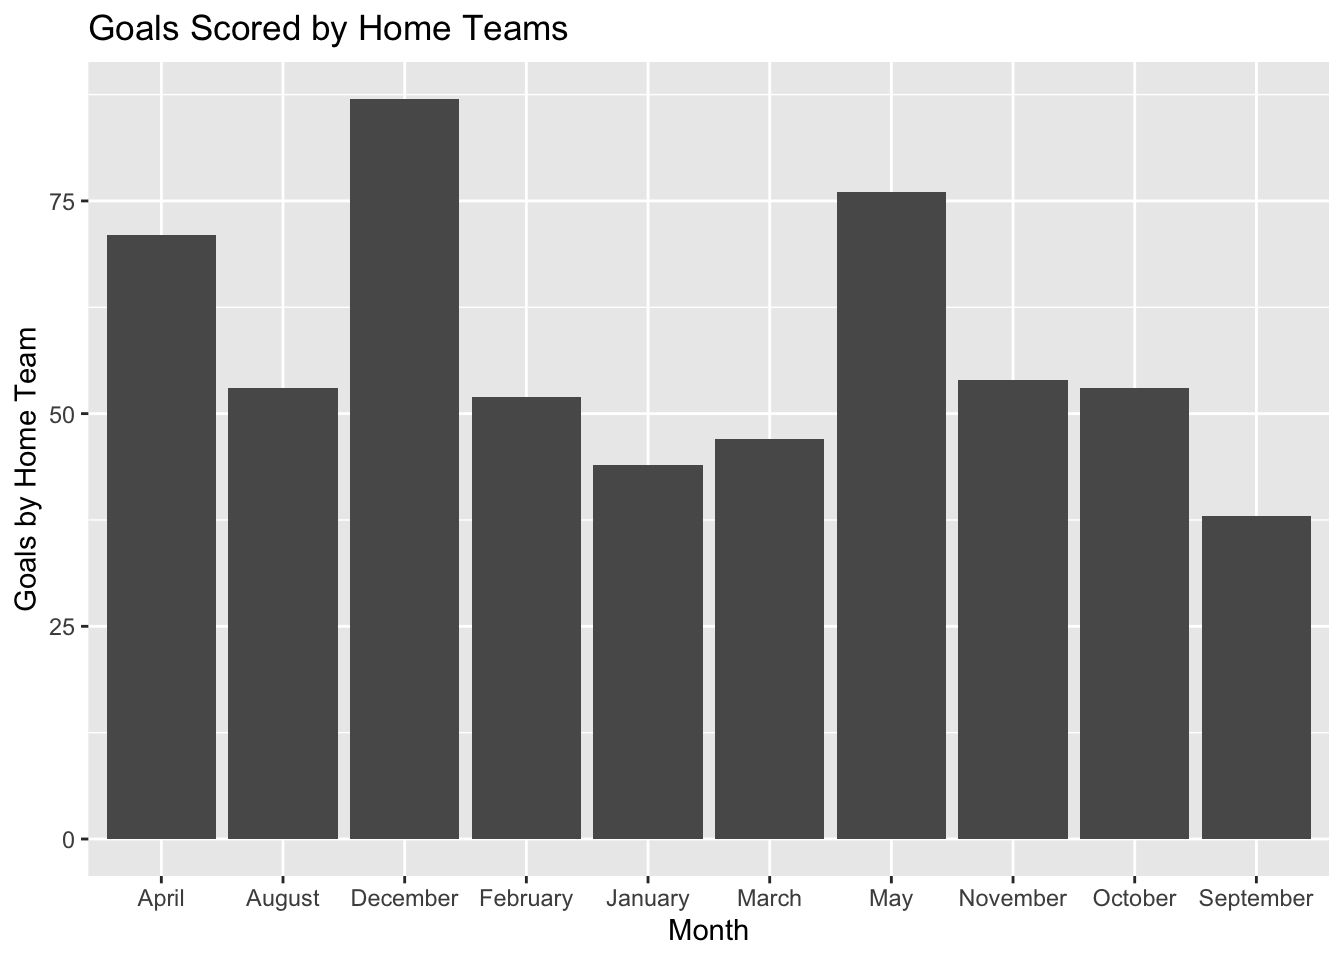 Goals Scored by Home Teams
Goals by Home Team
75
50
25
0
April August December February January March May November October September
Month